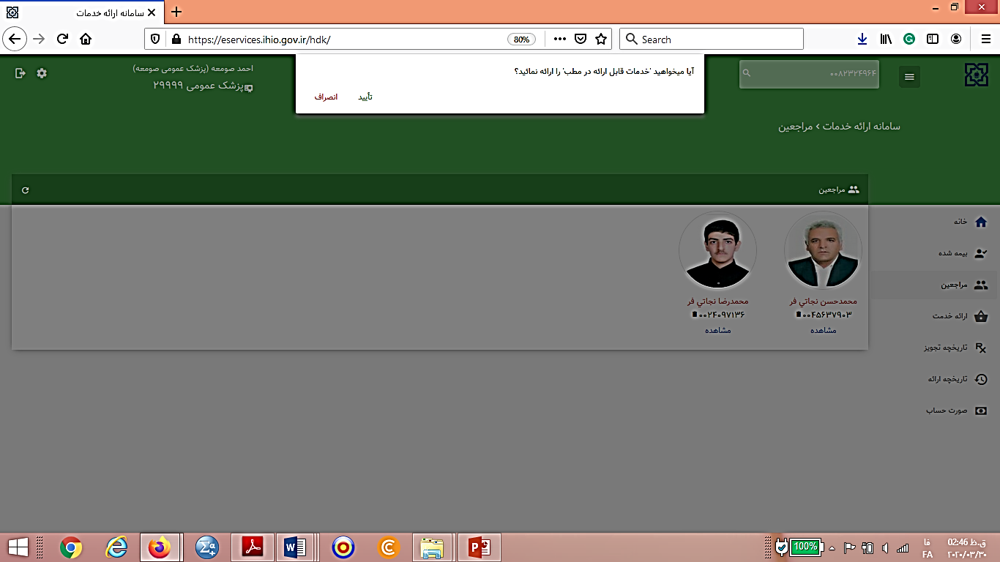 سامانه ارائه خدمات
https://eservices.ihio.gov.ir/hdk/
80%
Search
آیا میخواهید 'خدمات قابل ارائه در مطب' را ارائه نمائید؟
تأیید
انصراف
۰۰۸۲۳۲۴۹۶۴
احمد صومعه (پزشک عمومی صومعه)
پزشک عمومی ۲۹۹۹۹
سامانه ارائه خدمات › مراجعین
مراجعین
محمدحسن نجاتي فر
۰۰۴۵۶۳۷۹۰۳
مشاهده
محمدرضا نجاتي فر
۰۰۲۴۰۹۷۱۳۶
مشاهده
خانه
بیمه شده
مراجعین
ارائه خدمت
تاریخچه تجویز
تاریخچه ارائه
صورت حساب
100%
فا
FA
02:46 ق.ظ
۲۰۲۰/۰۳/۳۰